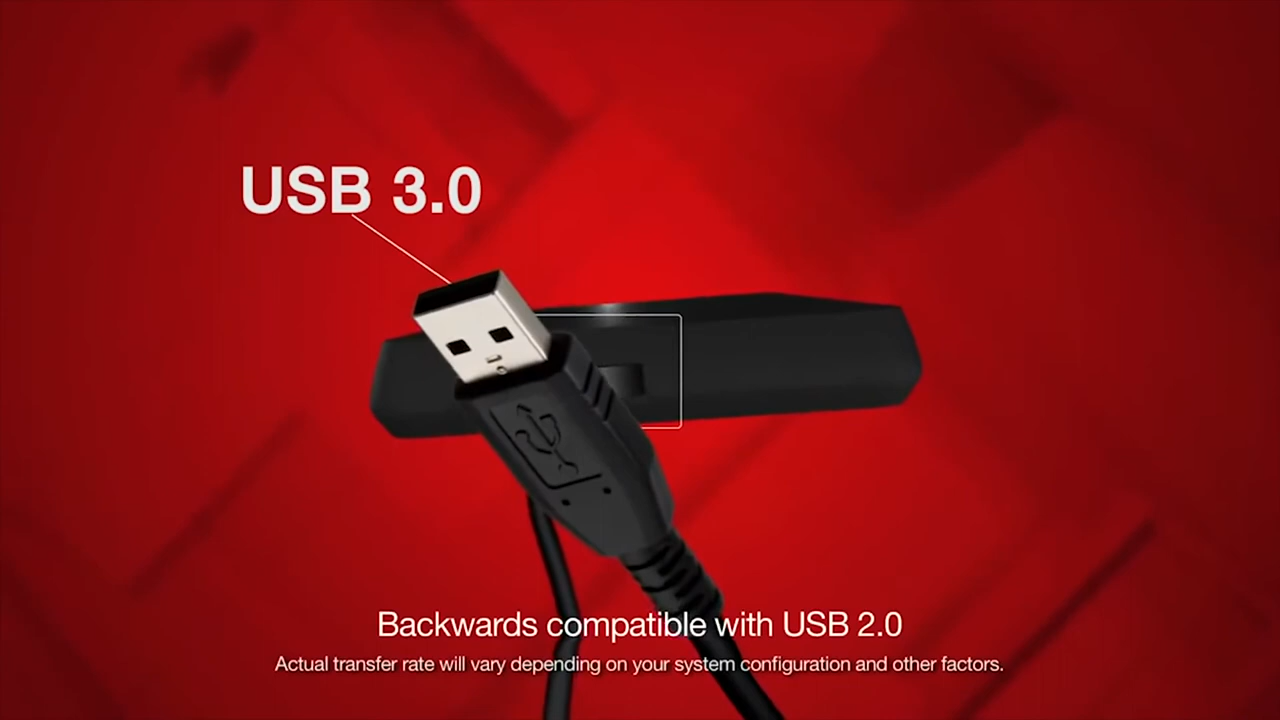 USB 3.0
Backwards compatible with USB 2.0
Actual transfer rate will vary depending on your system configuration and other factors.